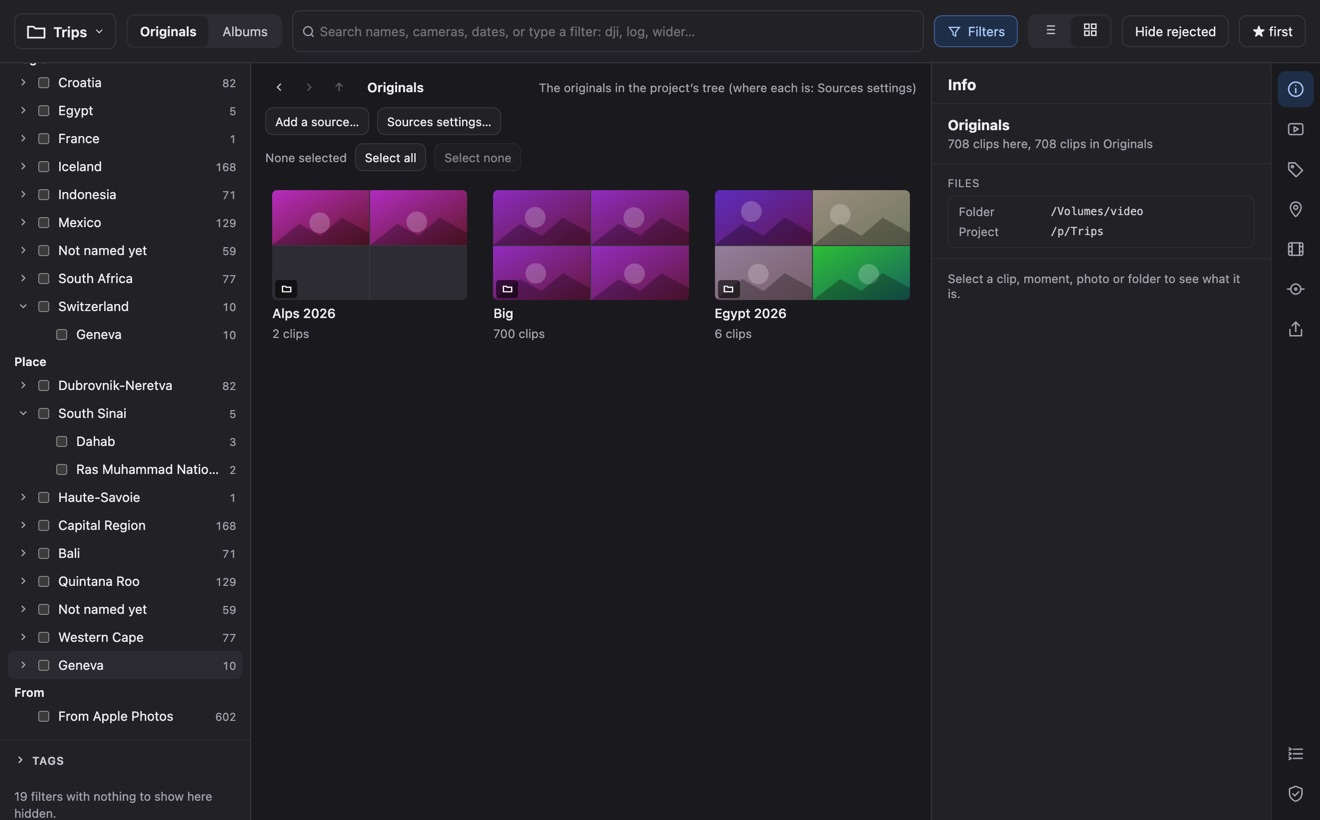 Trips
Originals
Albums
Search names, cameras, dates, or type a filter: dji, log, wider...
Filters
Hide rejected
★ first
Croatia 82
Egypt 5
France 1
Iceland 168
Indonesia 71
Mexico 129
Not named yet 59
South Africa 77
Switzerland 10
Geneva 10
Place
Dubrovnik-Neretva 82
South Sinai 5
Dahab 3
Ras Muhammad Natio... 2
Haute-Savoie 1
Capital Region 168
Bali 71
Quintana Roo 129
Not named yet 59
Western Cape 77
Geneva 10
From
From Apple Photos 602
TAGS
19 filters with nothing to show here
hidden.
Originals
The originals in the project's tree (where each is: Sources settings)
Add a source...
Sources settings...
None selected
Select all
Select none
Alps 2026
2 clips
Big
700 clips
Egypt 2026
6 clips
Info
Originals
708 clips here, 708 clips in Originals
FILES
Folder /Volumes/video
Project /p/Trips
Select a clip, moment, photo or folder to see what it
is.